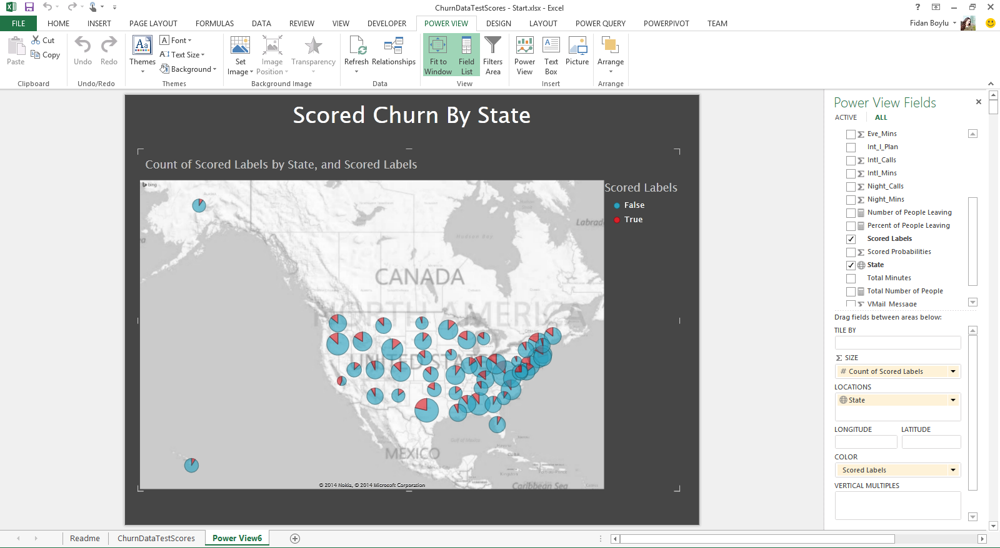 ChurnDataTestScores - Start.xlsx - Excel
FILE HOME INSERT PAGE LAYOUT FORMULAS DATA REVIEW VIEW DEVELOPER POWER VIEW DESIGN LAYOUT POWER QUERY POWERPIVOT TEAM Fidan Boylu
Paste
Cut
Copy
Clipboard
Undo Redo
Undo/Redo
Themes
Font
Text Size
Background
Themes
Set Image
Image Position
Transparency
Background Image
Refresh Relationships
Data
Fit to Window
Field List
Filters Area
View
Power View
Text Box
Picture
Insert
Arrange
Arrange
Scored Churn By State
Count of Scored Labels by State, and Scored Labels
bing
ALASKA
Hudson Bay
Labrad
CANADA
NORTH AMERICA
UNITED STATES
Ottawa
Gulf of Mexico
MEXICO
Mexico City
CUBA
Kingston
Caribbean Sea
© 2014 Nokia, © 2014 Microsoft Corporation
Scored Labels
False
True
Power View Fields
ACTIVE ALL
Eve_Mins
Int_I_Plan
Intl_Calls
Intl_Mins
Night_Calls
Night_Mins
Number of People Leaving
Percent of People Leaving
Scored Labels
Scored Probabilities
State
Total Minutes
Total Number of People
VMail_Message
Drag fields between areas below:
TILE BY
Σ SIZE
# Count of Scored Labels
LOCATIONS
State
LONGITUDE LATITUDE
COLOR
Scored Labels
VERTICAL MULTIPLES
Readme ChurnDataTestScores Power View6